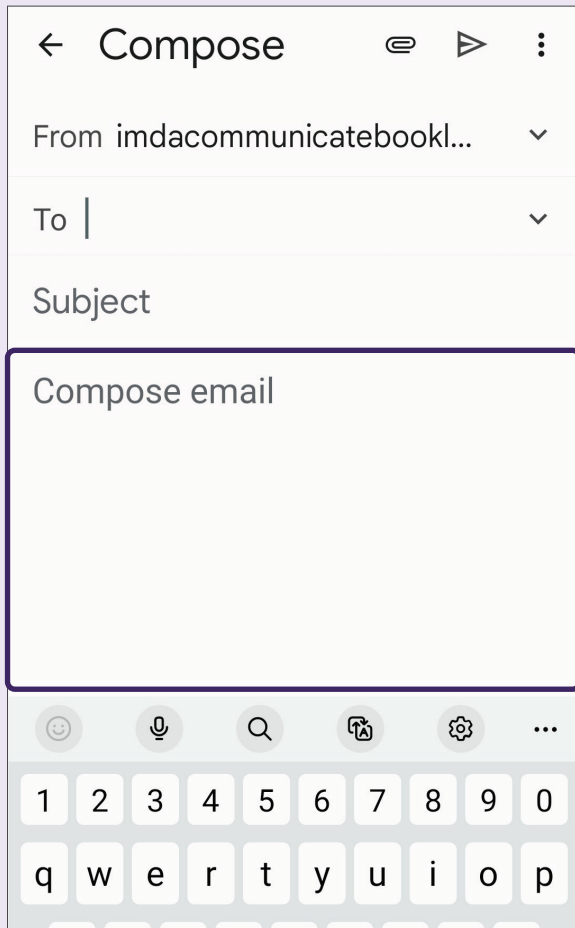 Compose
From imdacommunicatebookl...
To
Subject
Compose email
1 2 3 4 5 6 7 8 9 0
q w e r t y u i o p